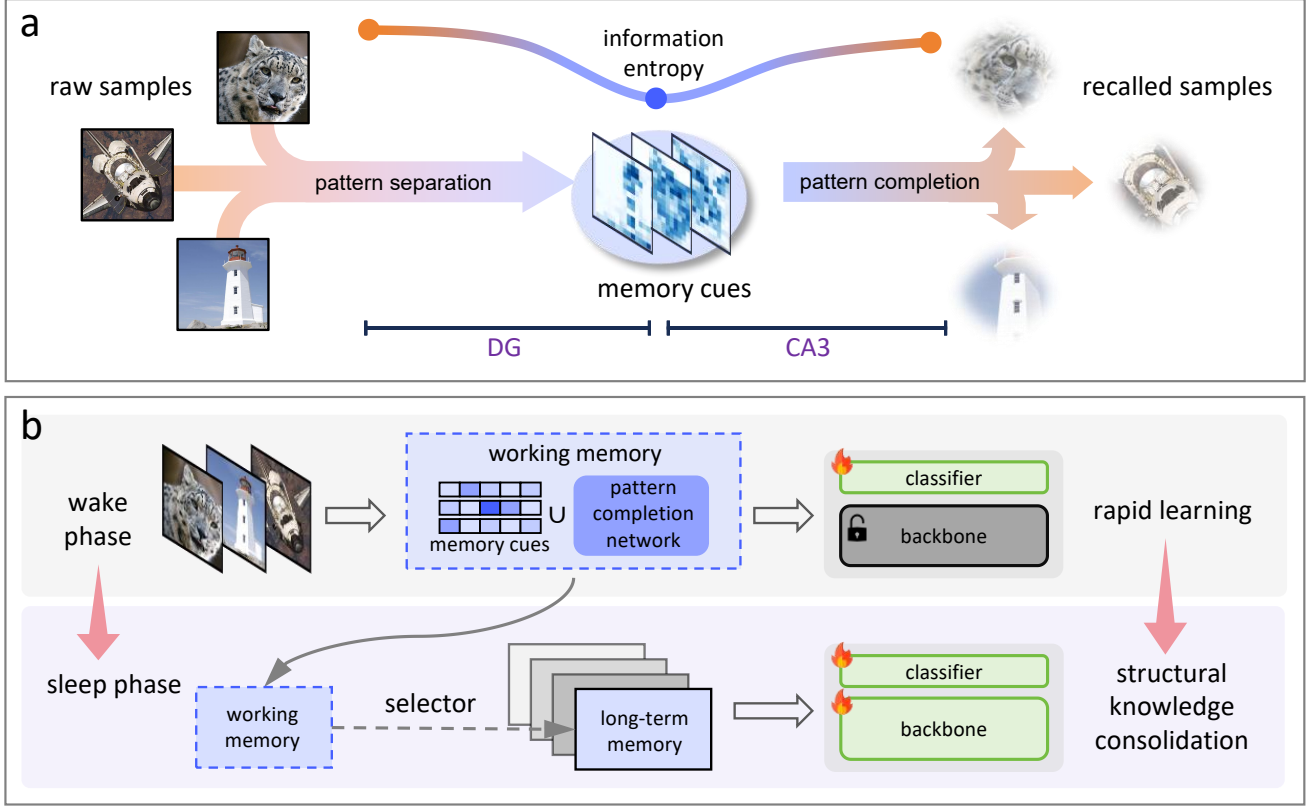 a
raw samples
information
entropy
recalled samples
pattern separation
pattern completion
memory cues
DG
CA3
b
wake
phase
working memory
memory cues
∪
pattern
completion
network
classifier
backbone
rapid learning
sleep phase
working
memory
selector
long-term
memory
classifier
backbone
structural
knowledge
consolidation